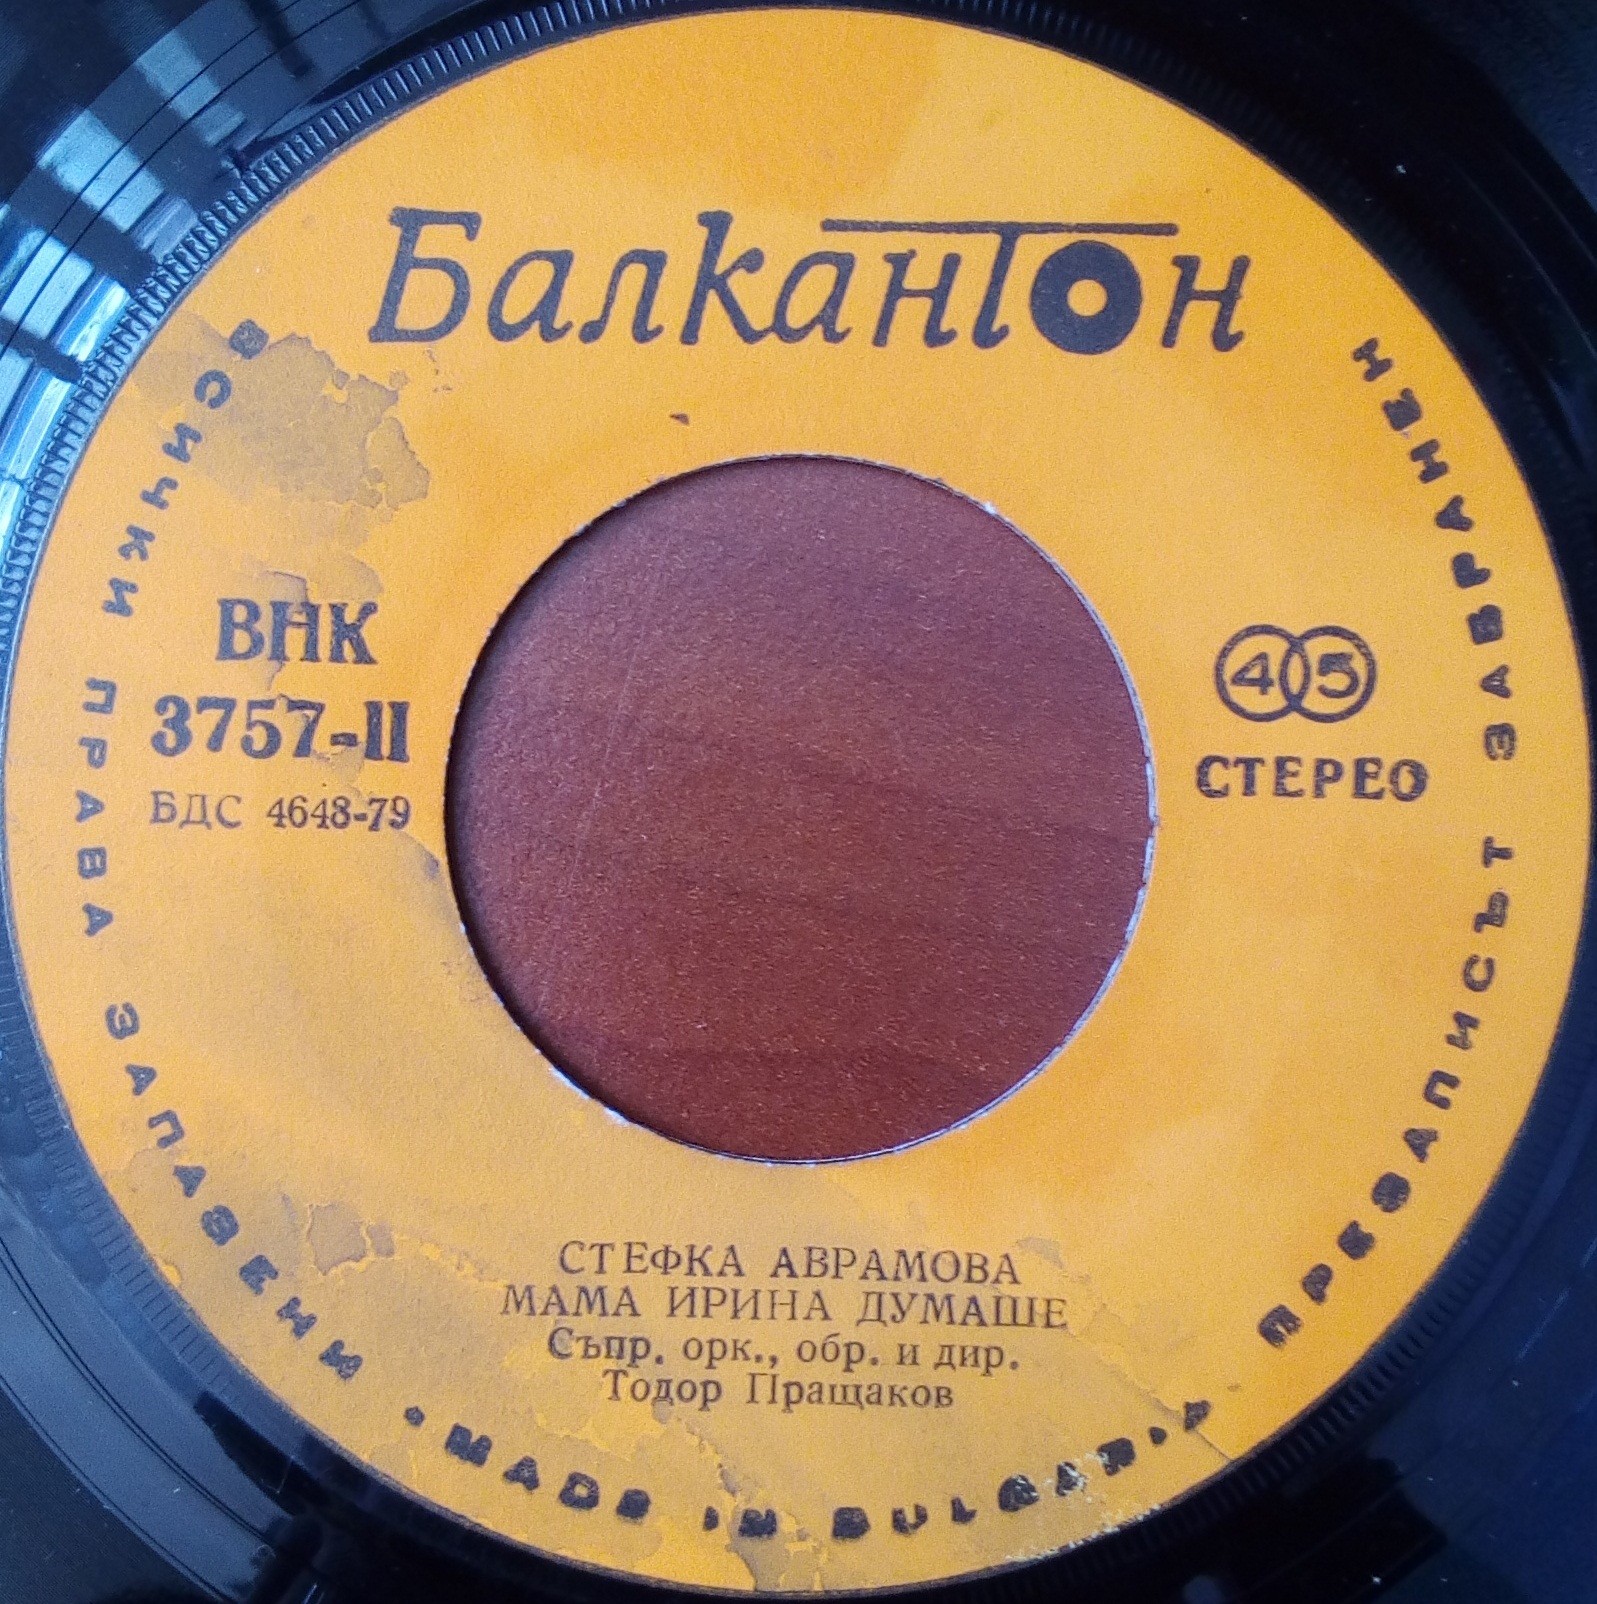 Балкантон
ВСИЧКИ ПРАВА ЗАПАЗЕНИ
ВНК
3757-II
БДС 4648-79
45
СТЕРЕО
СТЕФКА АВРАМОВА
МАМА ИРИНА ДУМАШЕ
Съпр. орк., обр. и дир.
Тодор Пращаков
• MADE IN BULGARIA
ПРЕЗАПИСЪТ ЗАБРАНЕН